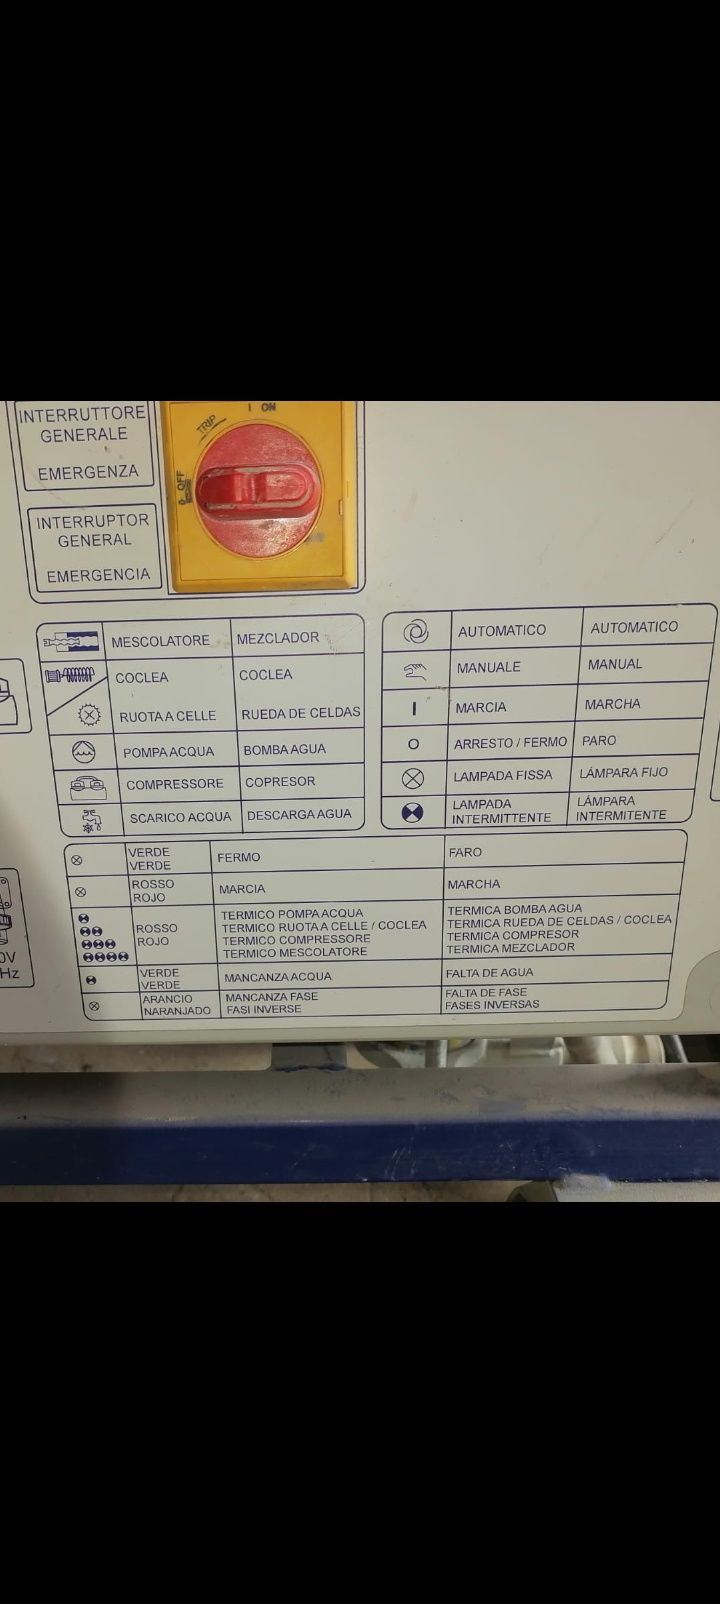 INTERRUTTORE
GENERALE
EMERGENZA
INTERRUPTOR
GENERAL
EMERGENCIA
I ON
TRIP
O OFF
MESCOLATORE MEZCLADOR
COCLEA COCLEA
RUOTA A CELLE RUEDA DE CELDAS
POMPA ACQUA BOMBA AGUA
COMPRESSORE COPRESOR
SCARICO ACQUA DESCARGA AGUA
AUTOMATICO AUTOMATICO
MANUALE MANUAL
I MARCIA MARCHA
O ARRESTO / FERMO PARO
LAMPADA FISSA LÁMPARA FIJO
LAMPADA
INTERMITTENTE
LÁMPARA
INTERMITENTE
VERDE
VERDE
FERMO FARO
ROSSO
ROJO
MARCIA MARCHA
ROSSO
ROJO
TERMICO POMPA ACQUA
TERMICO RUOTA A CELLE / COCLEA
TERMICO COMPRESSORE
TERMICO MESCOLATORE
TERMICA BOMBA AGUA
TERMICA RUEDA DE CELDAS / COCLEA
TERMICA COMPRESOR
TERMICA MEZCLADOR
VERDE
VERDE
MANCANZA ACQUA FALTA DE AGUA
ARANCIO
NARANJADO
MANCANZA FASE
FASI INVERSE
FALTA DE FASE
FASES INVERSAS
0V
Hz